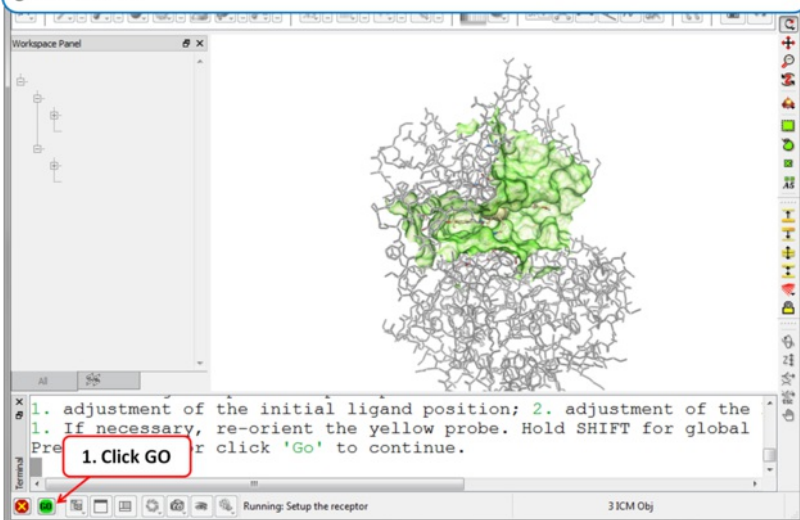 Workspace Panel
All
1. adjustment of the initial ligand position; 2. adjustment of the
1. If necessary, re-orient the yellow probe. Hold SHIFT for global
Pre
r click 'Go' to continue.
1. Click GO
Terminal
GO
Running: Setup the receptor
3 ICM Obj
AS